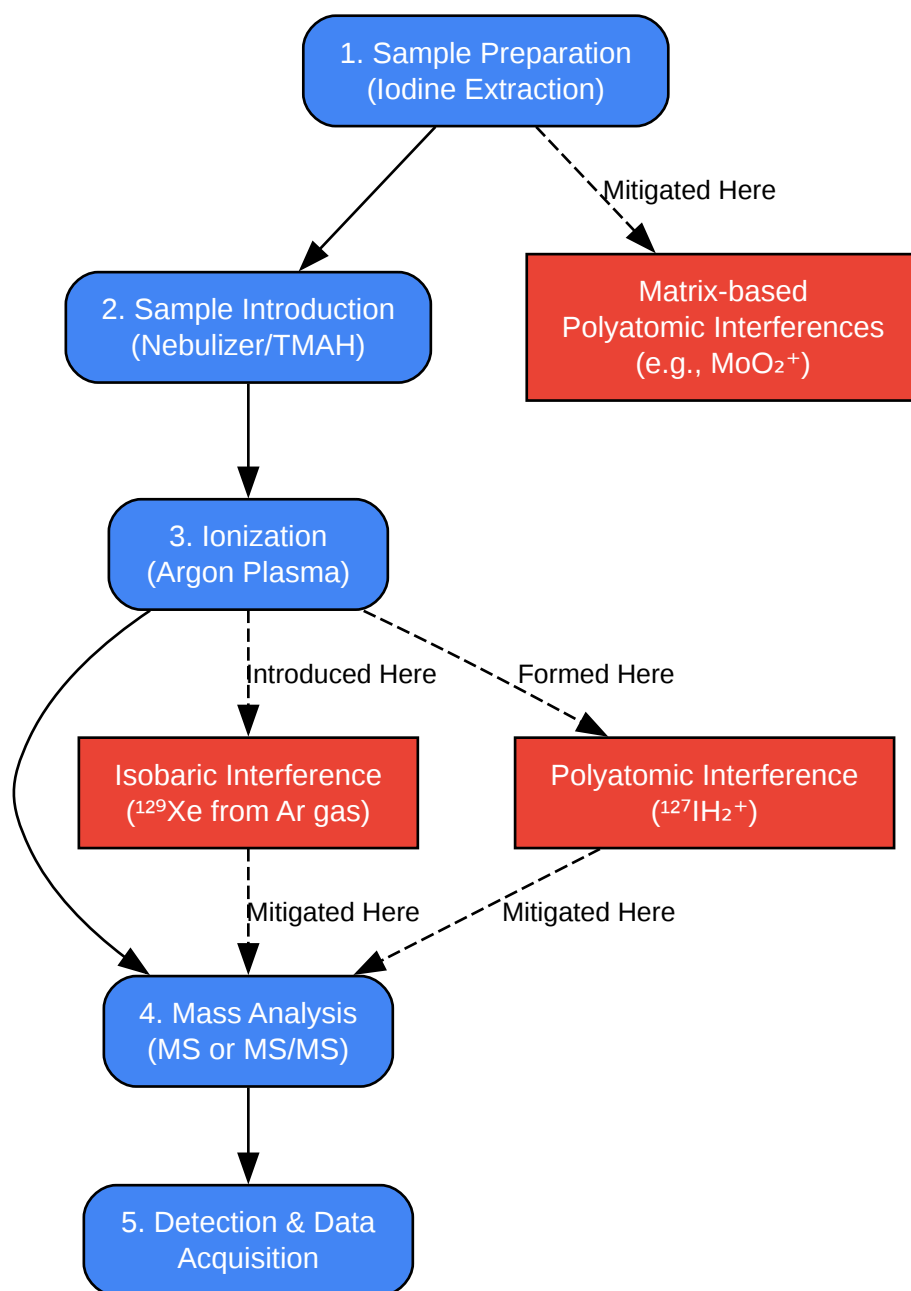 1. Sample Preparation
(Iodine Extraction)
Mitigated Here
2. Sample Introduction
(Nebulizer/TMAH)
Matrix-based
Polyatomic Interferences
(e.g., MoO₂⁺)
3. Ionization
(Argon Plasma)
Introduced Here
Formed Here
Isobaric Interference
(¹²⁹Xe from Ar gas)
Polyatomic Interference
(¹²⁷IH₂⁺)
Mitigated Here
Mitigated Here
4. Mass Analysis
(MS or MS/MS)
5. Detection & Data
Acquisition